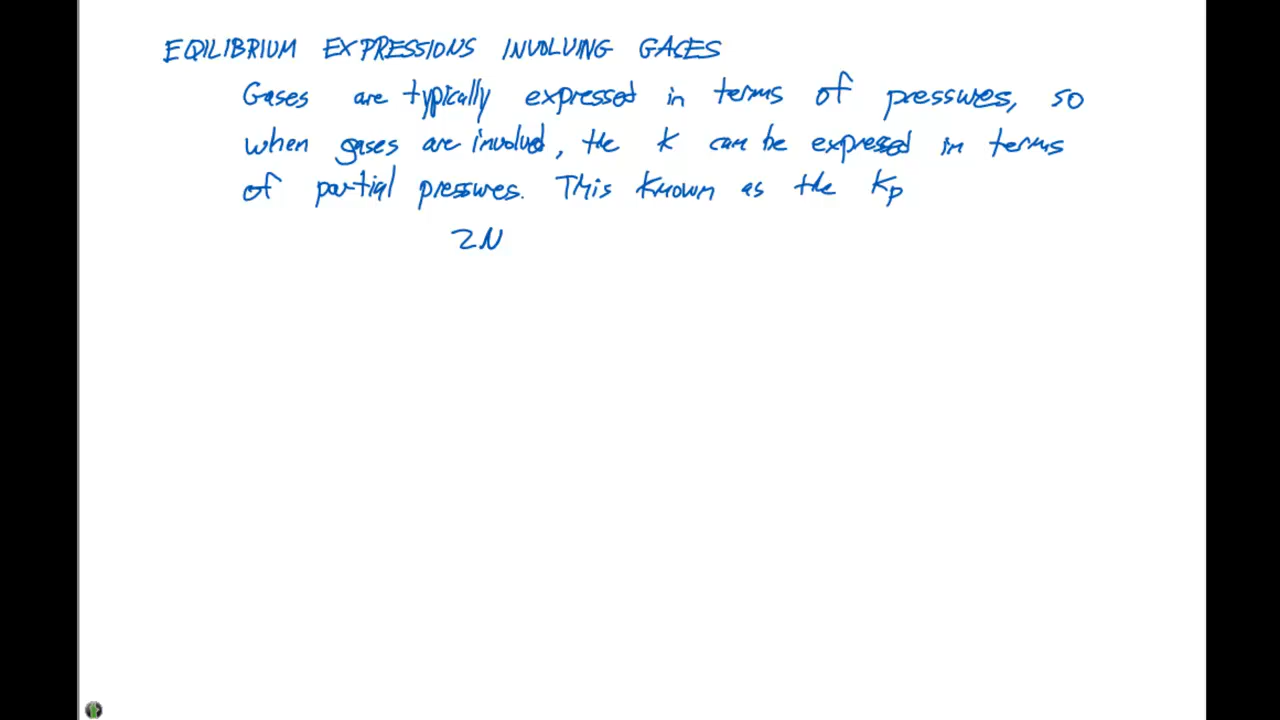 EQILIBRIUM EXPRESSIONS INVOLVING GASES
Gases are typically expressed in terms of pressures, so
when gases are involved, the K can be expressed in terms
of partial pressures. This known as the Kp
2N